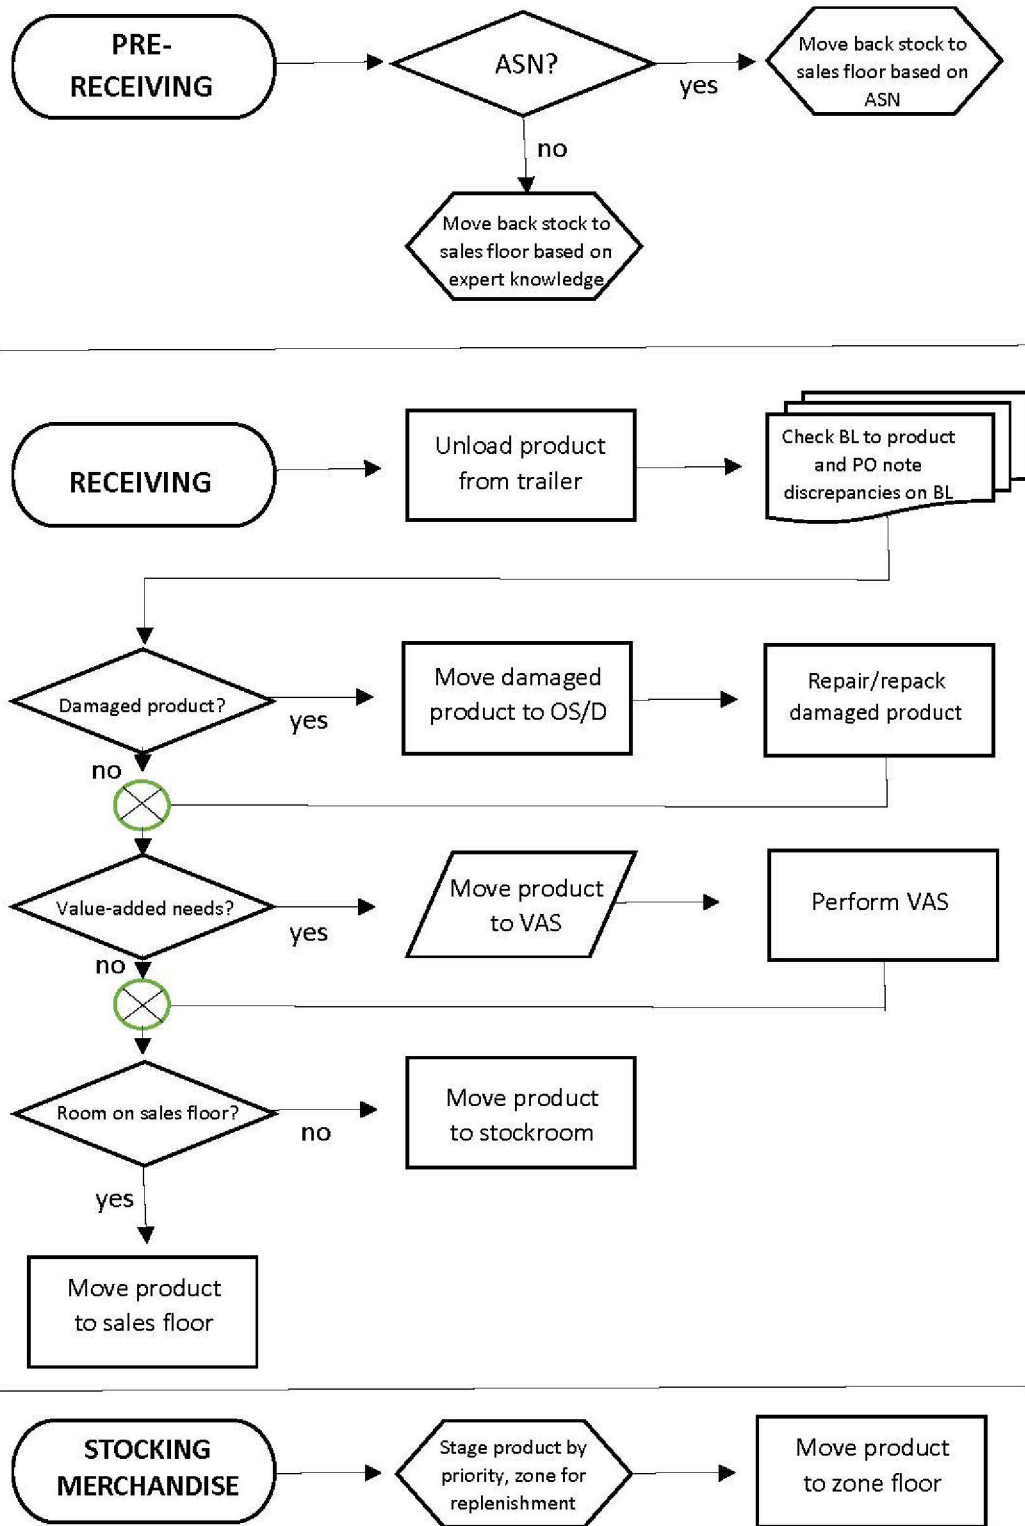 PRE-
RECEIVING
ASN?
yes
Move back stock to
sales floor based on
ASN
no
Move back stock to
sales floor based on
expert knowledge
RECEIVING
Unload product
from trailer
Check BL to product
and PO note
discrepancies on BL
Damaged product?
yes
Move damaged
product to OS/D
Repair/repack
damaged product
no
Value-added needs?
yes
Move product
to VAS
Perform VAS
no
Room on sales floor?
no
Move product
to stockroom
yes
Move product
to sales floor
STOCKING
MERCHANDISE
Stage product by
priority, zone for
replenishment
Move product
to zone floor